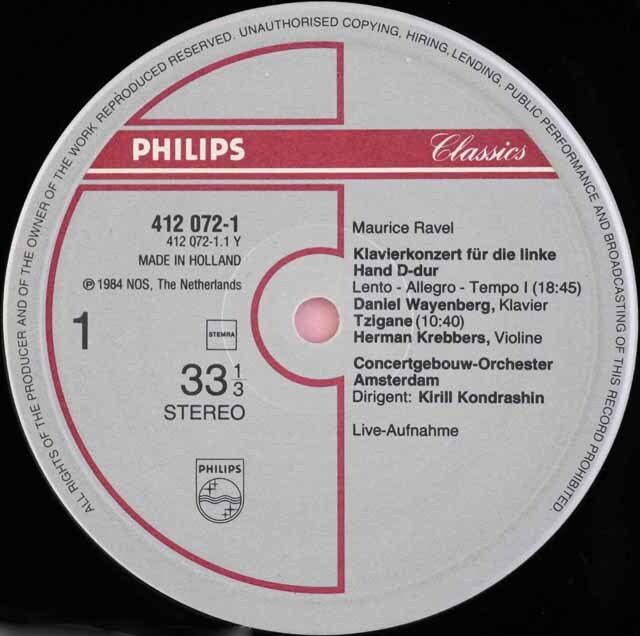 ALL RIGHTS OF THE PRODUCER AND OF THE OWNER OF THE WORK REPRODUCED RESERVED. UNAUTHORISED COPYING, HIRING, LENDING, PUBLIC PERFORMANCE AND BROADCASTING OF THIS RECORD PROHIBITED.
PHILIPS Classics
412 072-1
412 072-1.1 Y
MADE IN HOLLAND
℗ 1984 NOS, The Netherlands
1
STEMRA
33 1/3
STEREO
PHILIPS
Maurice Ravel
Klavierkonzert für die linke
Hand D-dur
Lento - Allegro - Tempo I (18:45)
Daniel Wayenberg, Klavier
Tzigane (10:40)
Herman Krebbers, Violine
Concertgebouw-Orchester
Amsterdam
Dirigent: Kirill Kondrashin
Live-Aufnahme